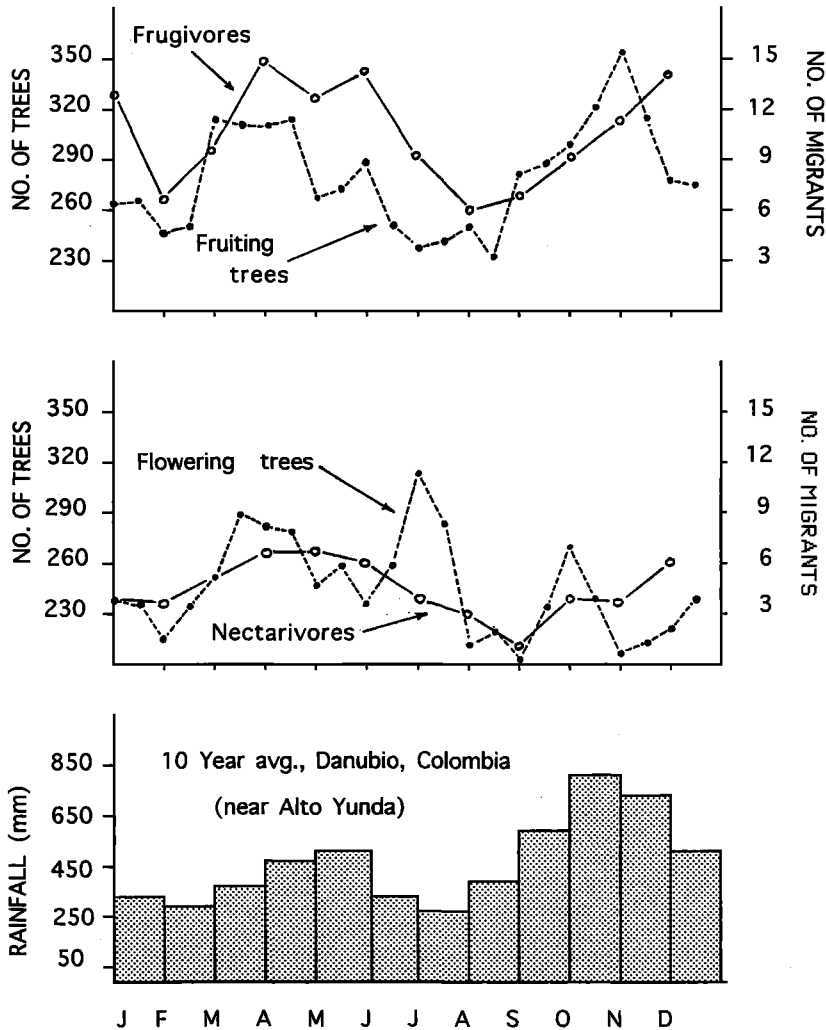 NO. OF TREES
350
320
290
260
230
Frugivores
Fruiting
trees
15
12
9
6
3
NO. OF MIGRANTS
NO. OF TREES
350
320
290
260
230
Flowering trees
Nectarivores
15
12
9
6
3
NO. OF MIGRANTS
RAINFALL (mm)
850
650
450
250
50
10 Year avg., Danubio, Colombia
(near Alto Yunda)
J F M A M J J A S O N D